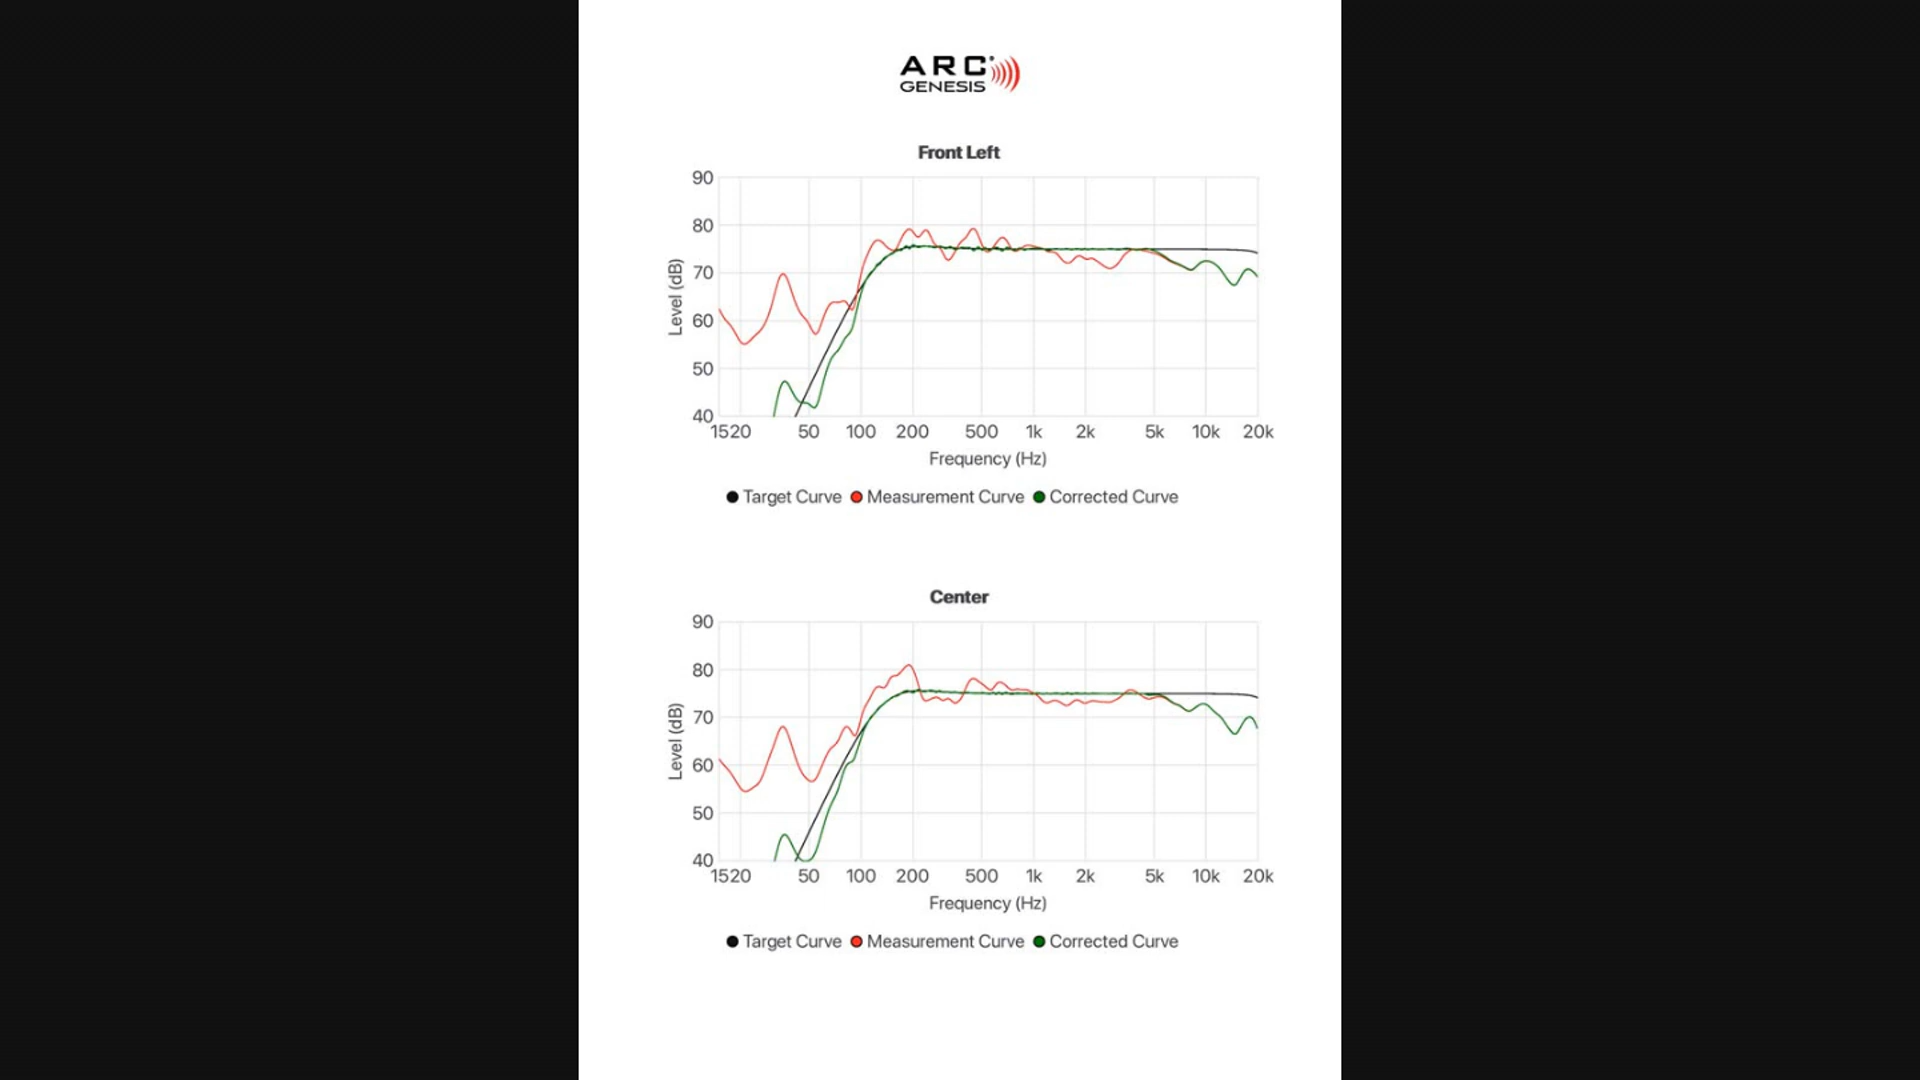 ARC
GENESIS
Front Left
90
80
70
60
50
40
Level (dB)
1520 50 100 200 500 1k 2k 5k 10k 20k
Frequency (Hz)
Target Curve Measurement Curve Corrected Curve
Center
90
80
70
60
50
40
Level (dB)
1520 50 100 200 500 1k 2k 5k 10k 20k
Frequency (Hz)
Target Curve Measurement Curve Corrected Curve